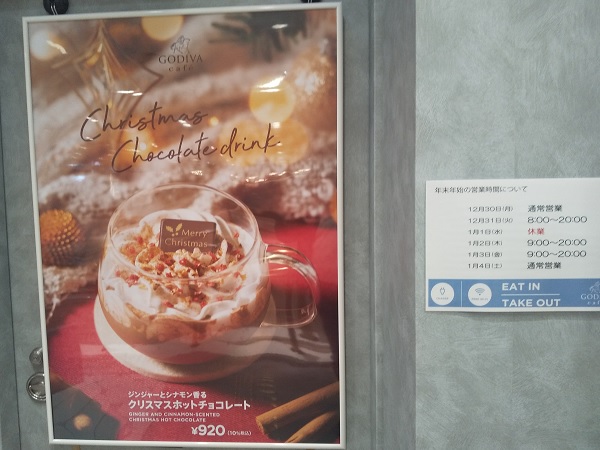 GODIVA
café
Christmas
Chocolate drink
Merry
Christmas
ジンジャーとシナモン香る
クリスマスホットチョコレート
GINGER AND CINNAMON-SCENTED
CHRISTMAS HOT CHOCOLATE
¥920 (10%税込)
年末年始の営業時間について
12月30日(月) 通常営業
12月31日(火) 8:00~20:00
1月1日(水) 休業
1月2日(木) 9:00~20:00
1月3日(金) 9:00~20:00
1月4日(土) 通常営業
EAT IN
TAKE OUT
GODIVA
café